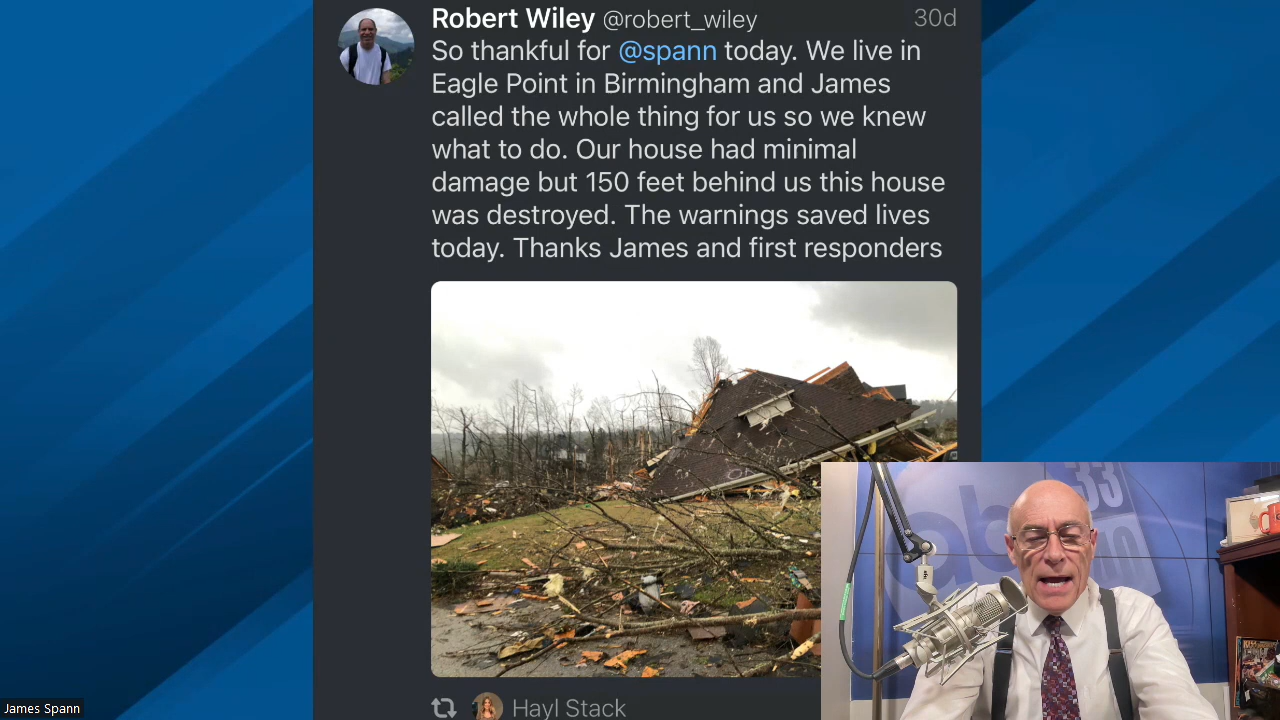 Robert Wiley @robert_wiley 30d
So thankful for @spann today. We live in
Eagle Point in Birmingham and James
called the whole thing for us so we knew
what to do. Our house had minimal
damage but 150 feet behind us this house
was destroyed. The warnings saved lives
today. Thanks James and first responders
Hayl Stack
abc 33
40
James Spann